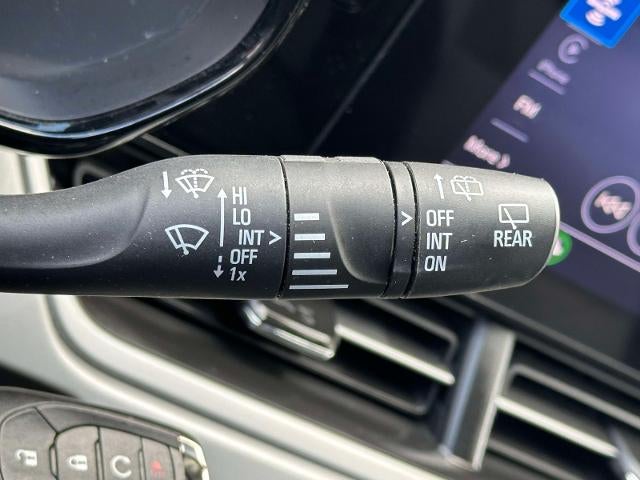 HI
LO
INT >
OFF
1x
>
OFF
INT
ON
REAR
FM
More >